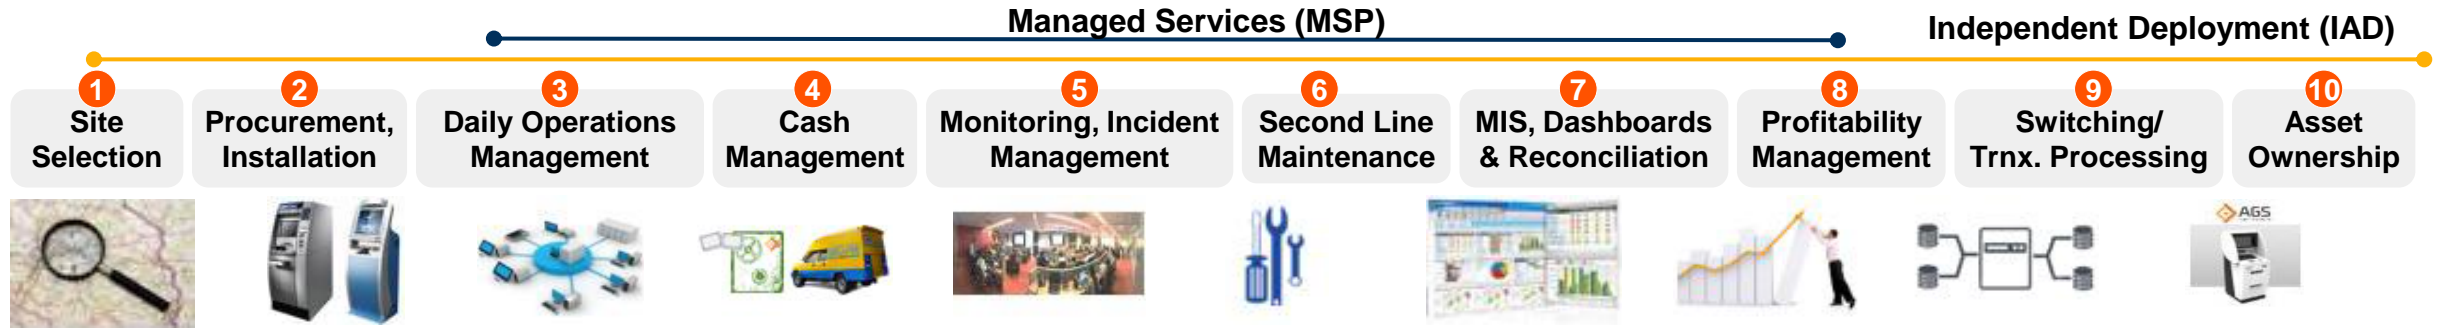 Managed Services (MSP)
Independent Deployment (IAD)
1
Site
Selection
2
Procurement,
Installation
3
Daily Operations
Management
4
Cash
Management
5
Monitoring, Incident
Management
6
Second Line
Maintenance
7
MIS, Dashboards
& Reconciliation
8
Profitability
Management
9
Switching/
Trnx. Processing
10
Asset
Ownership
AGS